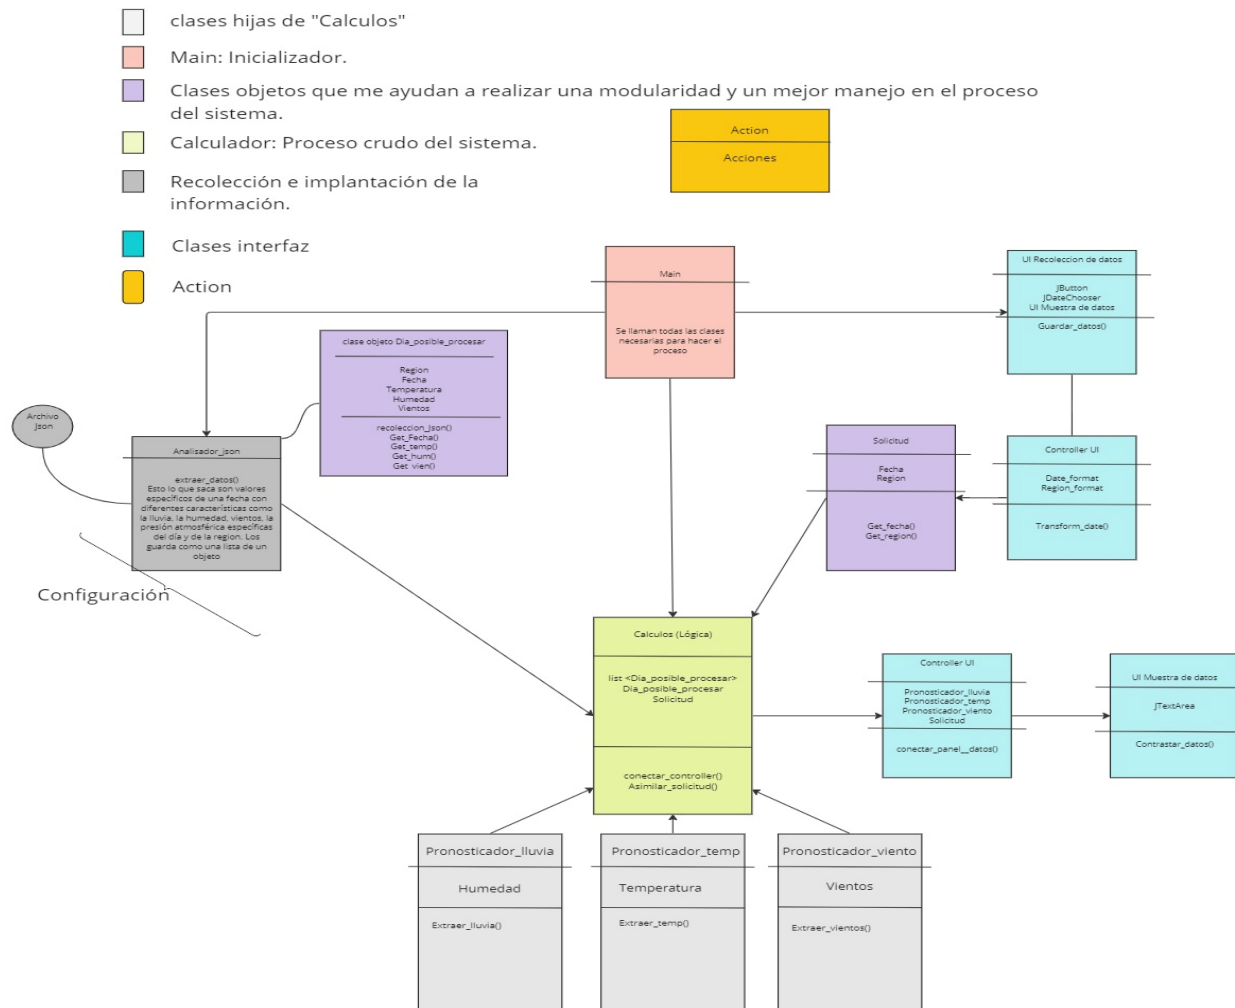 clases hijas de "Calculos"
Main: Inicializador.
Clases objetos que me ayudan a realizar una modularidad y un mejor manejo en el proceso
del sistema.
Calculador: Proceso crudo del sistema.
Recolección e implantación de la
información.
Clases interfaz
Action
Action
Acciones
Main
Se llaman todas las clases
necesarias para hacer el
proceso
UI Recoleccion de datos
JButton
JDateChooser
UI Muestra de datos
Guardar_datos()
clase objeto Dia_posible_procesar
Region
Fecha
Temperatura
Humedad
Vientos
recoleccion_Json()
Get_Fecha()
Get_temp()
Get_hum()
Get_vien()
Archivo
Json
Analisador_json
extraer_datos()
Esto lo que saca son valores
específicos de una fecha con
diferentes características como
la lluvia, la humedad, vientos, la
presión atmosférica específicas
del día y de la region. Los
guarda como una lista de un
objeto
Configuración
Solicitud
Fecha
Region
Get_fecha()
Get_region()
Controller UI
Date_format
Region_format
Transform_date()
Calculos (Lógica)
list <Dia_posible_procesar>
Dia_posible_procesar
Solicitud
conectar_controller()
Asimilar_solicitud()
Controller UI
Pronosticador_lluvia
Pronosticador_temp
Pronosticador_viento
Solicitud
conectar_panel__datos()
UI Muestra de datos
JTextArea
Contrastar_datos()
Pronosticador_lluvia
Humedad
Extraer_lluvia()
Pronosticador_temp
Temperatura
Extraer_temp()
Pronosticador_viento
Vientos
Extraer_vientos()